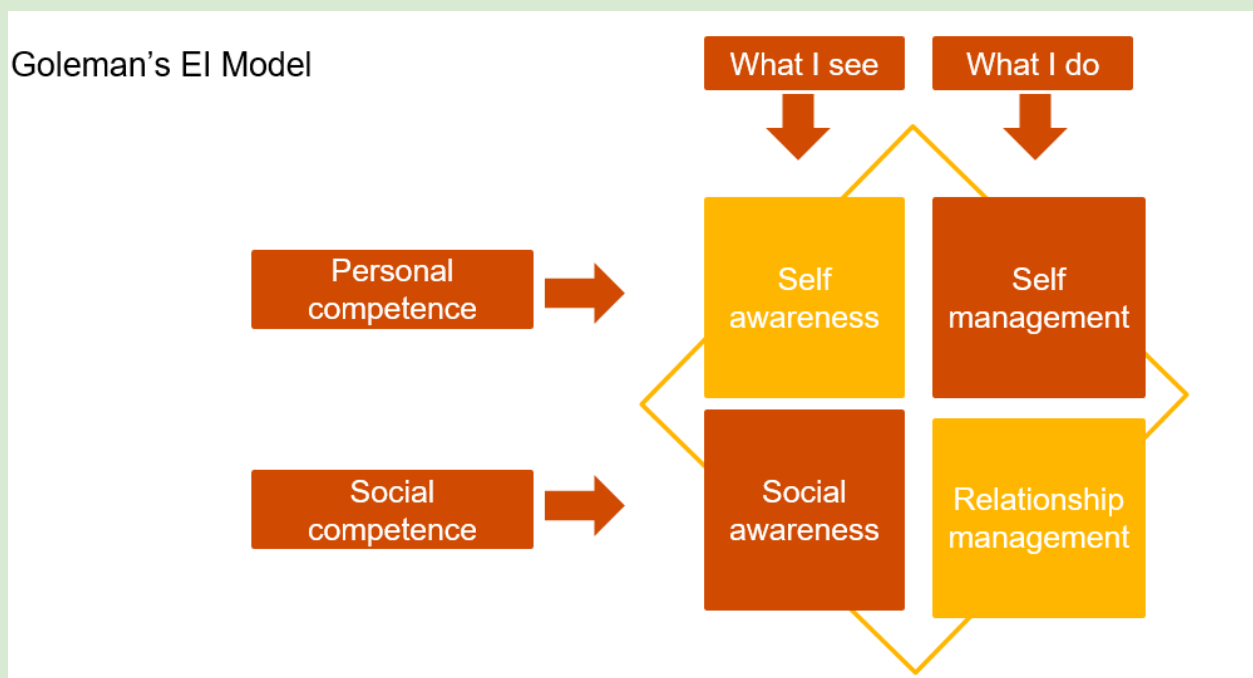 Goleman’s EI Model
What I see
What I do
Personal
competence
Self
awareness
Self
management
Social
competence
Social
awareness
Relationship
management